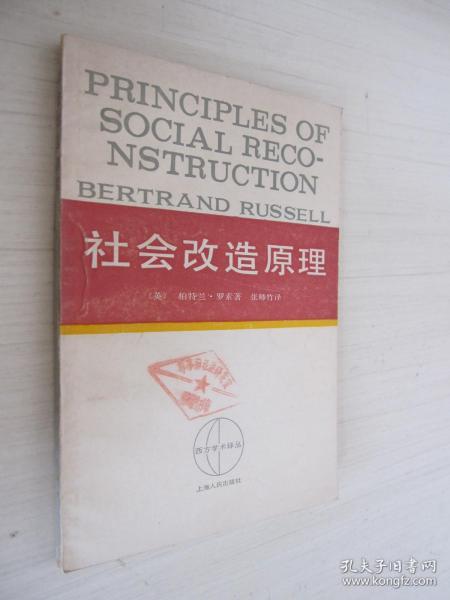 PRINCIPLES OF
SOCIAL RECO-
NSTRUCTION
BERTRAND RUSSELL
社会改造原理
〔英〕 柏特兰·罗素著 张师竹译
西方学术译丛
上海人民出版社
孔夫子旧书网
www.kongfz.com